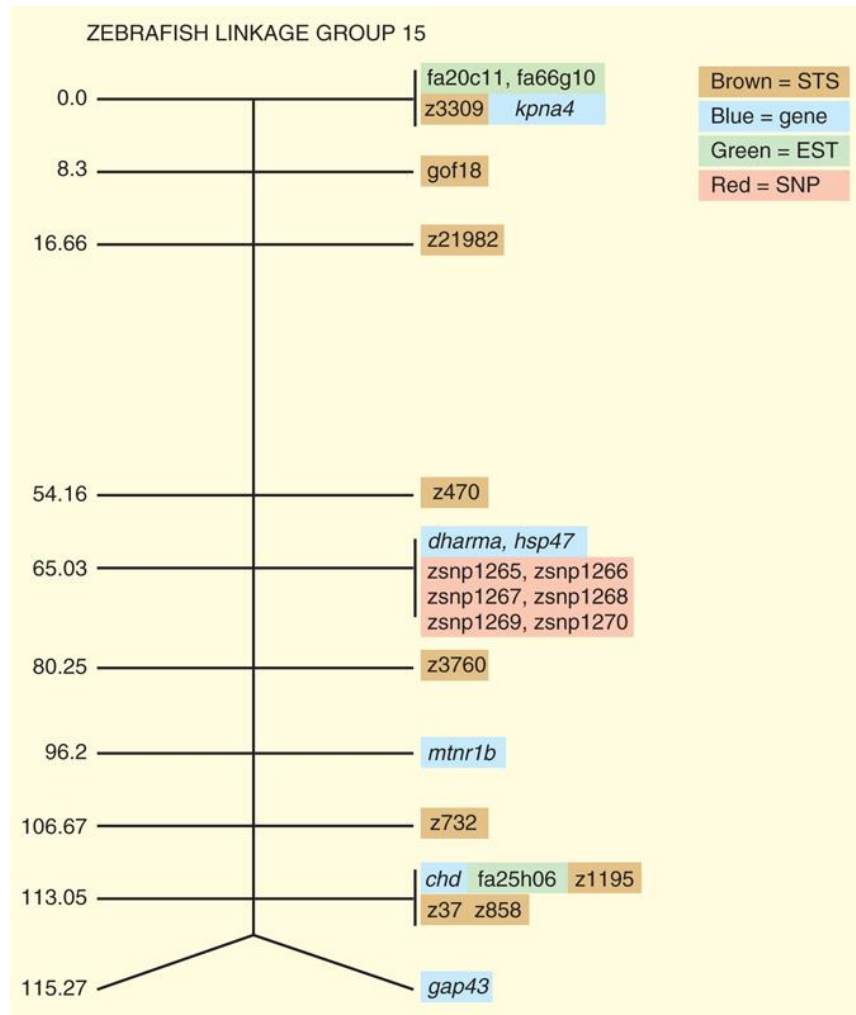 ZEBRAFISH LINKAGE GROUP 15
0.0
fa20c11, fa66g10
z3309 kpna4
Brown = STS
Blue = gene
Green = EST
Red = SNP
8.3
gof18
16.66
z21982
54.16
z470
65.03
dharma, hsp47
zsnp1265, zsnp1266
zsnp1267, zsnp1268
zsnp1269, zsnp1270
80.25
z3760
96.2
mtnr1b
106.67
z732
113.05
chd fa25h06 z1195
z37 z858
115.27
gap43